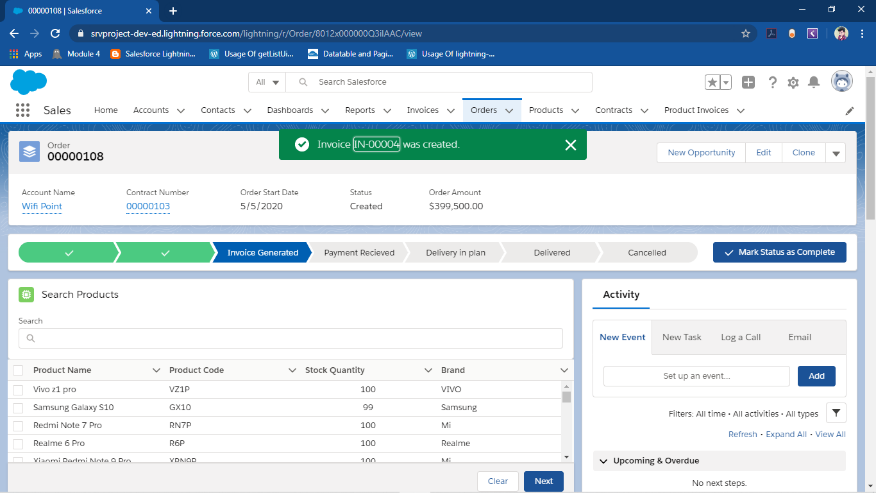 00000108 | Salesforce
srvproject-dev-ed.lightning.force.com/lightning/r/Order/8012x000000Q3iIAAC/view
Apps Module 4 Salesforce Lightnin... Usage Of getListUi... Datatable and Pagi... Usage Of lightning-...
All Search Salesforce
Sales Home Accounts Contacts Dashboards Reports Invoices Orders Products Contracts Product Invoices
Order
00000108
Invoice IN-00004 was created.
New Opportunity Edit Clone
Account Name Contract Number Order Start Date Status Order Amount
Wifi Point 00000103 5/5/2020 Created $399,500.00
Invoice Generated Payment Recieved Delivery in plan Delivered Cancelled Mark Status as Complete
Search Products
Search
Product Name Product Code Stock Quantity Brand
Vivo z1 pro VZ1P 100 VIVO
Samsung Galaxy S10 GX10 99 Samsung
Redmi Note 7 Pro RN7P 100 Mi
Realme 6 Pro R6P 100 Realme
Xiaomi Redmi Note 9 Pro XRN9P 100 Mi
Clear Next
Activity
New Event New Task Log a Call Email
Set up an event... Add
Filters: All time • All activities • All types
Refresh • Expand All • View All
Upcoming & Overdue
No next steps.